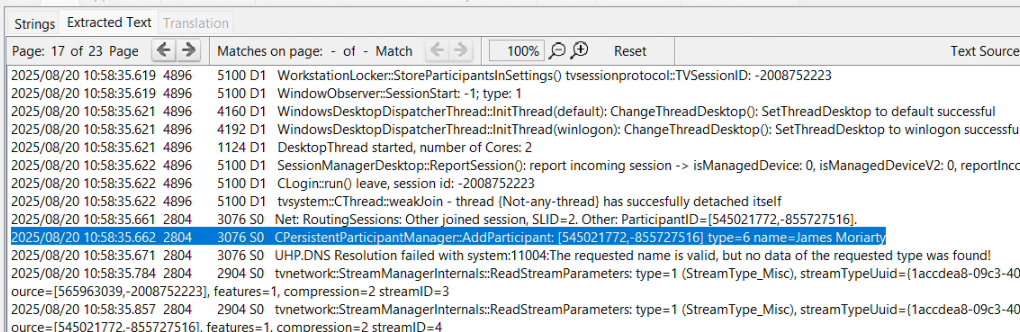 Strings Extracted Text Translation
Page: 17 of 23 Page Matches on page: - of - Match 100% Reset Text Source
2025/08/20 10:58:35.619 4896 5100 D1 WorkstationLocker::StoreParticipantsInSettings() tvsessionprotocol::TVSessionID: -2008752223
2025/08/20 10:58:35.619 4896 5100 D1 WindowObserver::SessionStart: -1; type: 1
2025/08/20 10:58:35.621 4896 4160 D1 WindowsDesktopDispatcherThread::InitThread(default): ChangeThreadDesktop(): SetThreadDesktop to default successful
2025/08/20 10:58:35.621 4896 4192 D1 WindowsDesktopDispatcherThread::InitThread(winlogon): ChangeThreadDesktop(): SetThreadDesktop to winlogon successfu
2025/08/20 10:58:35.621 4896 1124 D1 DesktopThread started, number of Cores: 2
2025/08/20 10:58:35.622 4896 5100 D1 SessionManagerDesktop::ReportSession(): report incoming session -> isManagedDevice: 0, isManagedDeviceV2: 0, reportInco
2025/08/20 10:58:35.622 4896 5100 D1 CLogin::run() leave, session id: -2008752223
2025/08/20 10:58:35.622 4896 5100 D1 tvsystem::CThread::weakJoin - thread {Not-any-thread} has succesfully detached itself
2025/08/20 10:58:35.661 2804 3076 S0 Net: RoutingSessions: Other joined session, SLID=2. Other: ParticipantID=[545021772,-855727516].
2025/08/20 10:58:35.662 2804 3076 S0 CPersistentParticipantManager::AddParticipant: [545021772,-855727516] type=6 name=James Moriarty
2025/08/20 10:58:35.671 2804 3076 S0 UHP.DNS Resolution failed with system:11004:The requested name is valid, but no data of the requested type was found!
2025/08/20 10:58:35.784 2804 2904 S0 tvnetwork::StreamManagerInternals::ReadStreamParameters: type=1 (StreamType_Misc), streamTypeUuid={1accdea8-09c3-40
ource=[565963039,-2008752223], features=1, compression=2 streamID=3
2025/08/20 10:58:35.857 2804 2904 S0 tvnetwork::StreamManagerInternals::ReadStreamParameters: type=1 (StreamType_Misc), streamTypeUuid={1accdea8-09c3-40
ource=[545021772,-855727516], features=1, compression=2 streamID=4